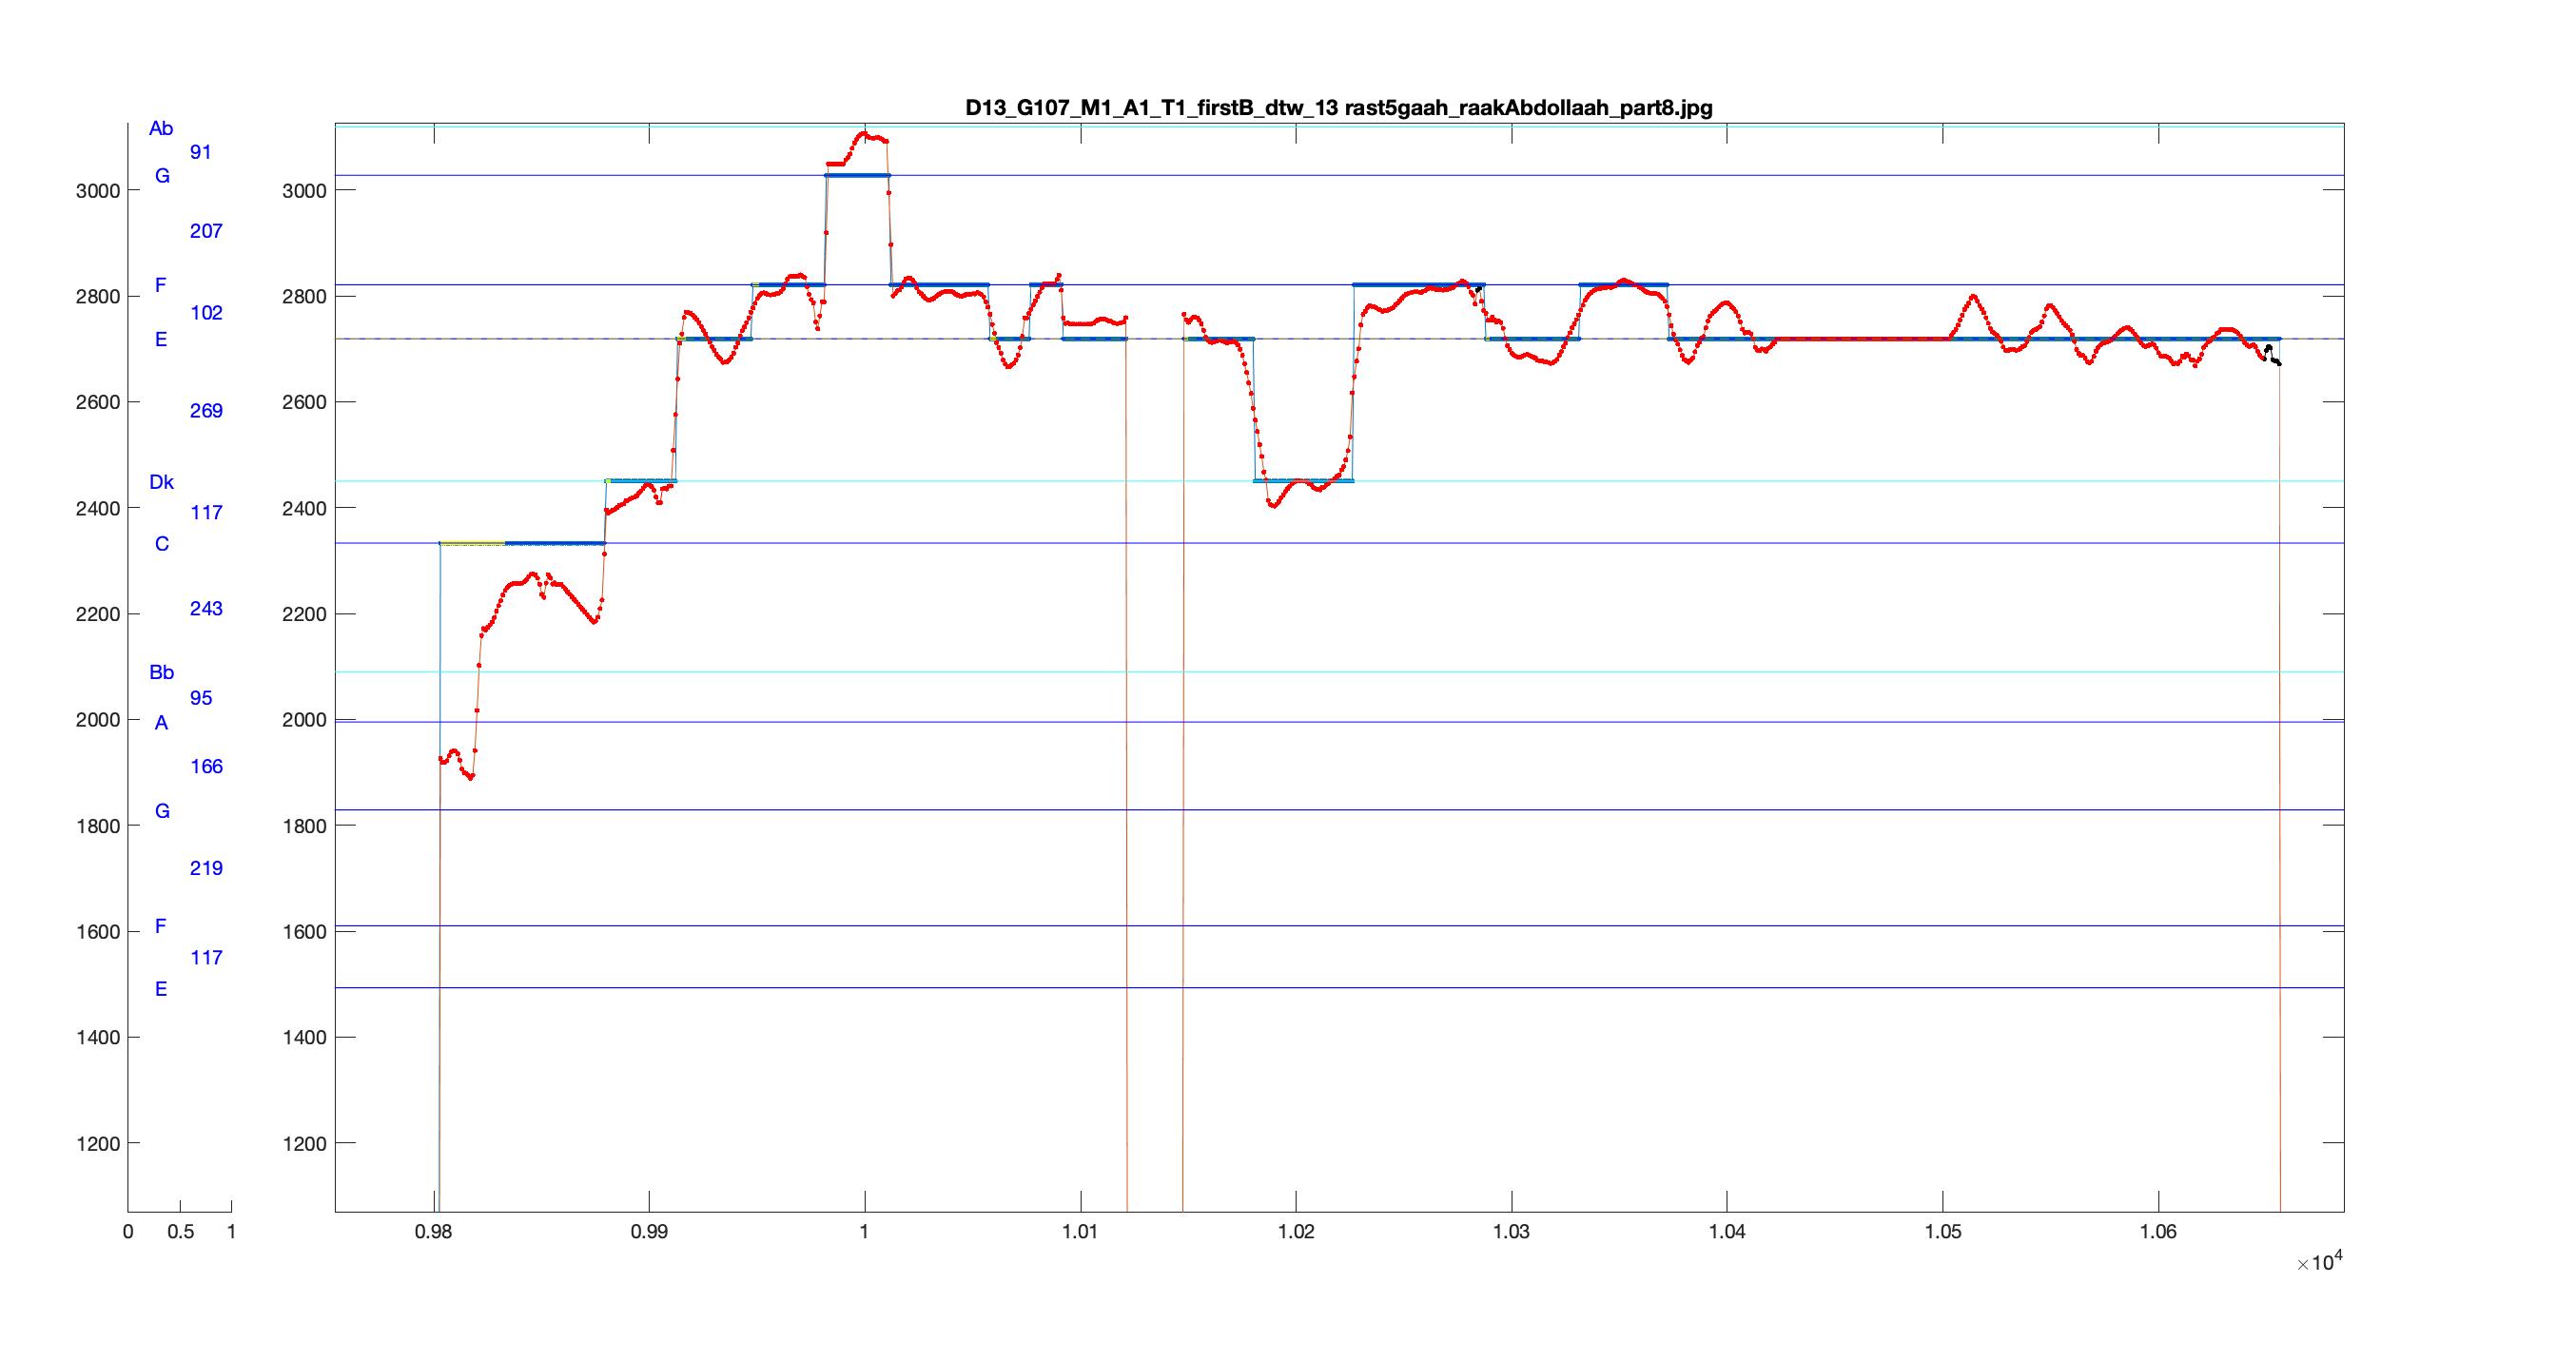 D13_G107_M1_A1_T1_firstB_dtw_13 rast5gaah_raakAbdollaah_part8.jpg
Ab
91
3000 G 3000
207
2800 F 2800
102
E
2600 269 2600
Dk
2400 117 2400
C
2200 243 2200
Bb
95
2000 A 2000
166
1800 G 1800
219
1600 F 1600
117
E
1400 1400
1200 1200
0 0.5 1 0.98 0.99 1 1.01 1.02 1.03 1.04 1.05 1.06
×10^4